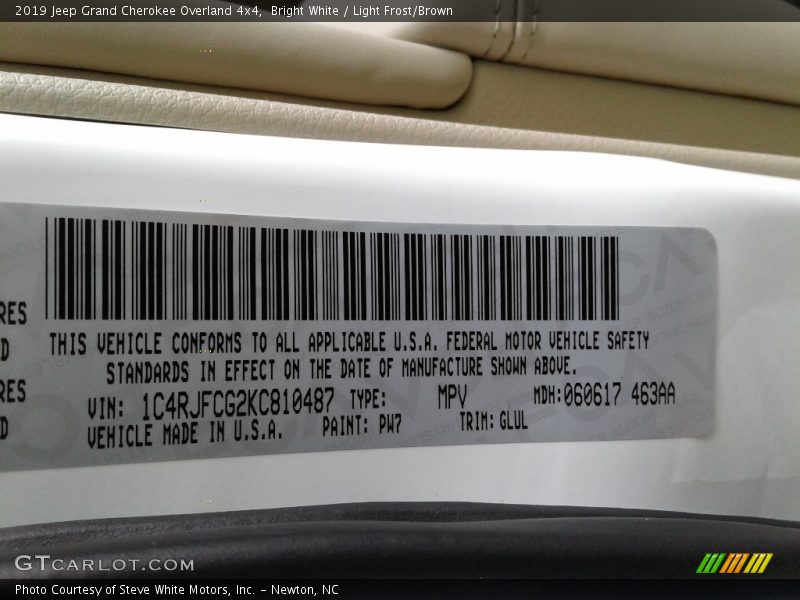 2019 Jeep Grand Cherokee Overland 4x4,  Bright White / Light Frost/Brown
RES
D
RES
D
THIS VEHICLE CONFORMS TO ALL APPLICABLE U.S.A. FEDERAL MOTOR VEHICLE SAFETY
STANDARDS IN EFFECT ON THE DATE OF MANUFACTURE SHOWN ABOVE.
VIN: 1C4RJFCG2KC810487 TYPE: MPV MDH:060617 463AA
VEHICLE MADE IN U.S.A. PAINT: PW7 TRIM: GLUL
GTCARLOT.COM
Photo Courtesy of Steve White Motors, Inc. – Newton, NC